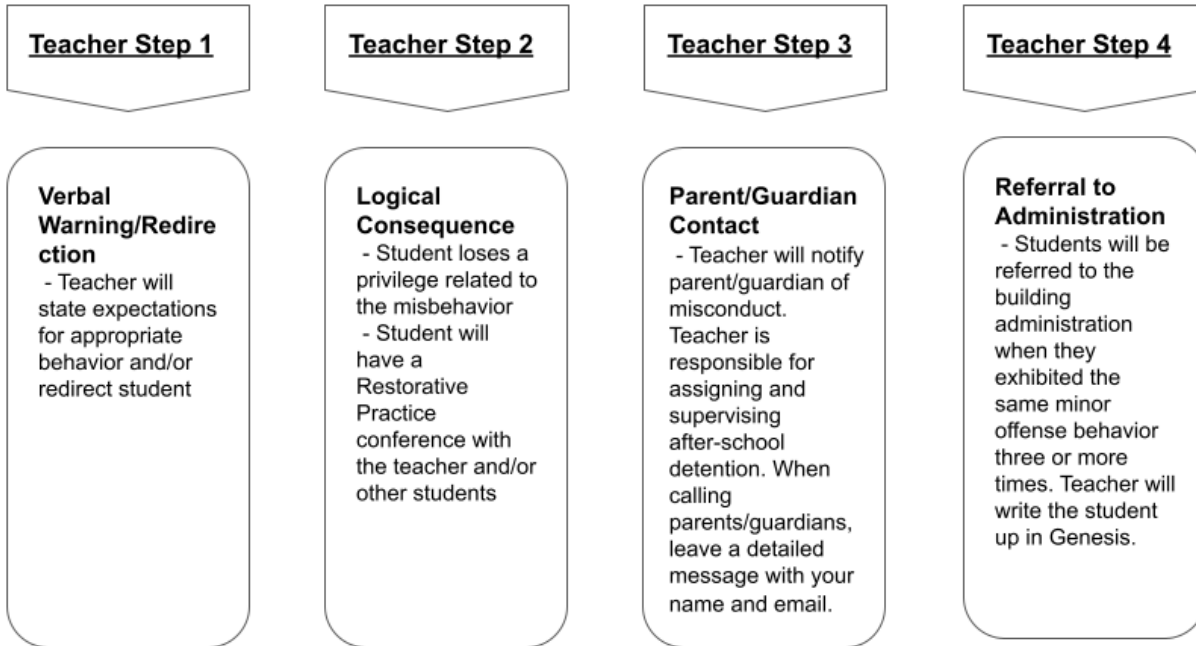 Teacher Step 1
Teacher Step 2
Teacher Step 3
Teacher Step 4
Verbal
Warning/Redire
ction
- Teacher will
state expectations
for appropriate
behavior and/or
redirect student
Logical
Consequence
- Student loses a
privilege related to
the misbehavior
- Student will
have a
Restorative
Practice
conference with
the teacher and/or
other students
Parent/Guardian
Contact
- Teacher will notify
parent/guardian of
misconduct.
Teacher is
responsible for
assigning and
supervising
after-school
detention. When
calling
parents/guardians,
leave a detailed
message with your
name and email.
Referral to
Administration
- Students will be
referred to the
building
administration
when they
exhibited the
same minor
offense behavior
three or more
times. Teacher will
write the student
up in Genesis.